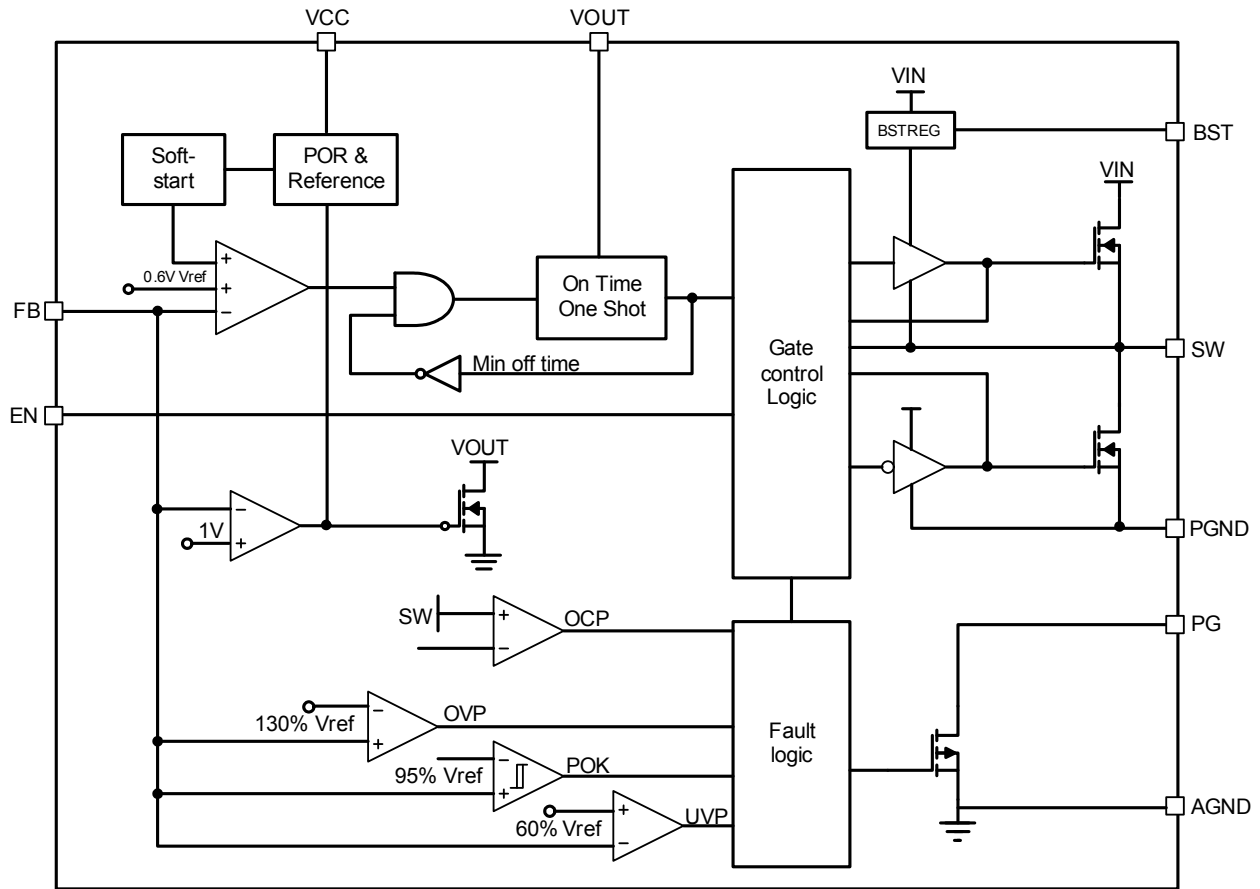 VCC
VOUT
VIN
BSTREG
BST
Soft-
start
POR &
Reference
VIN
0.6V Vref
+
+
−
On Time
One Shot
FB
Min off time
Gate
control
Logic
SW
EN
VOUT
−
1V
+
PGND
SW
+
−
OCP
PG
130% Vref
−
+
OVP
Fault
logic
95% Vref
−
+
POK
60% Vref
+
−
UVP
AGND